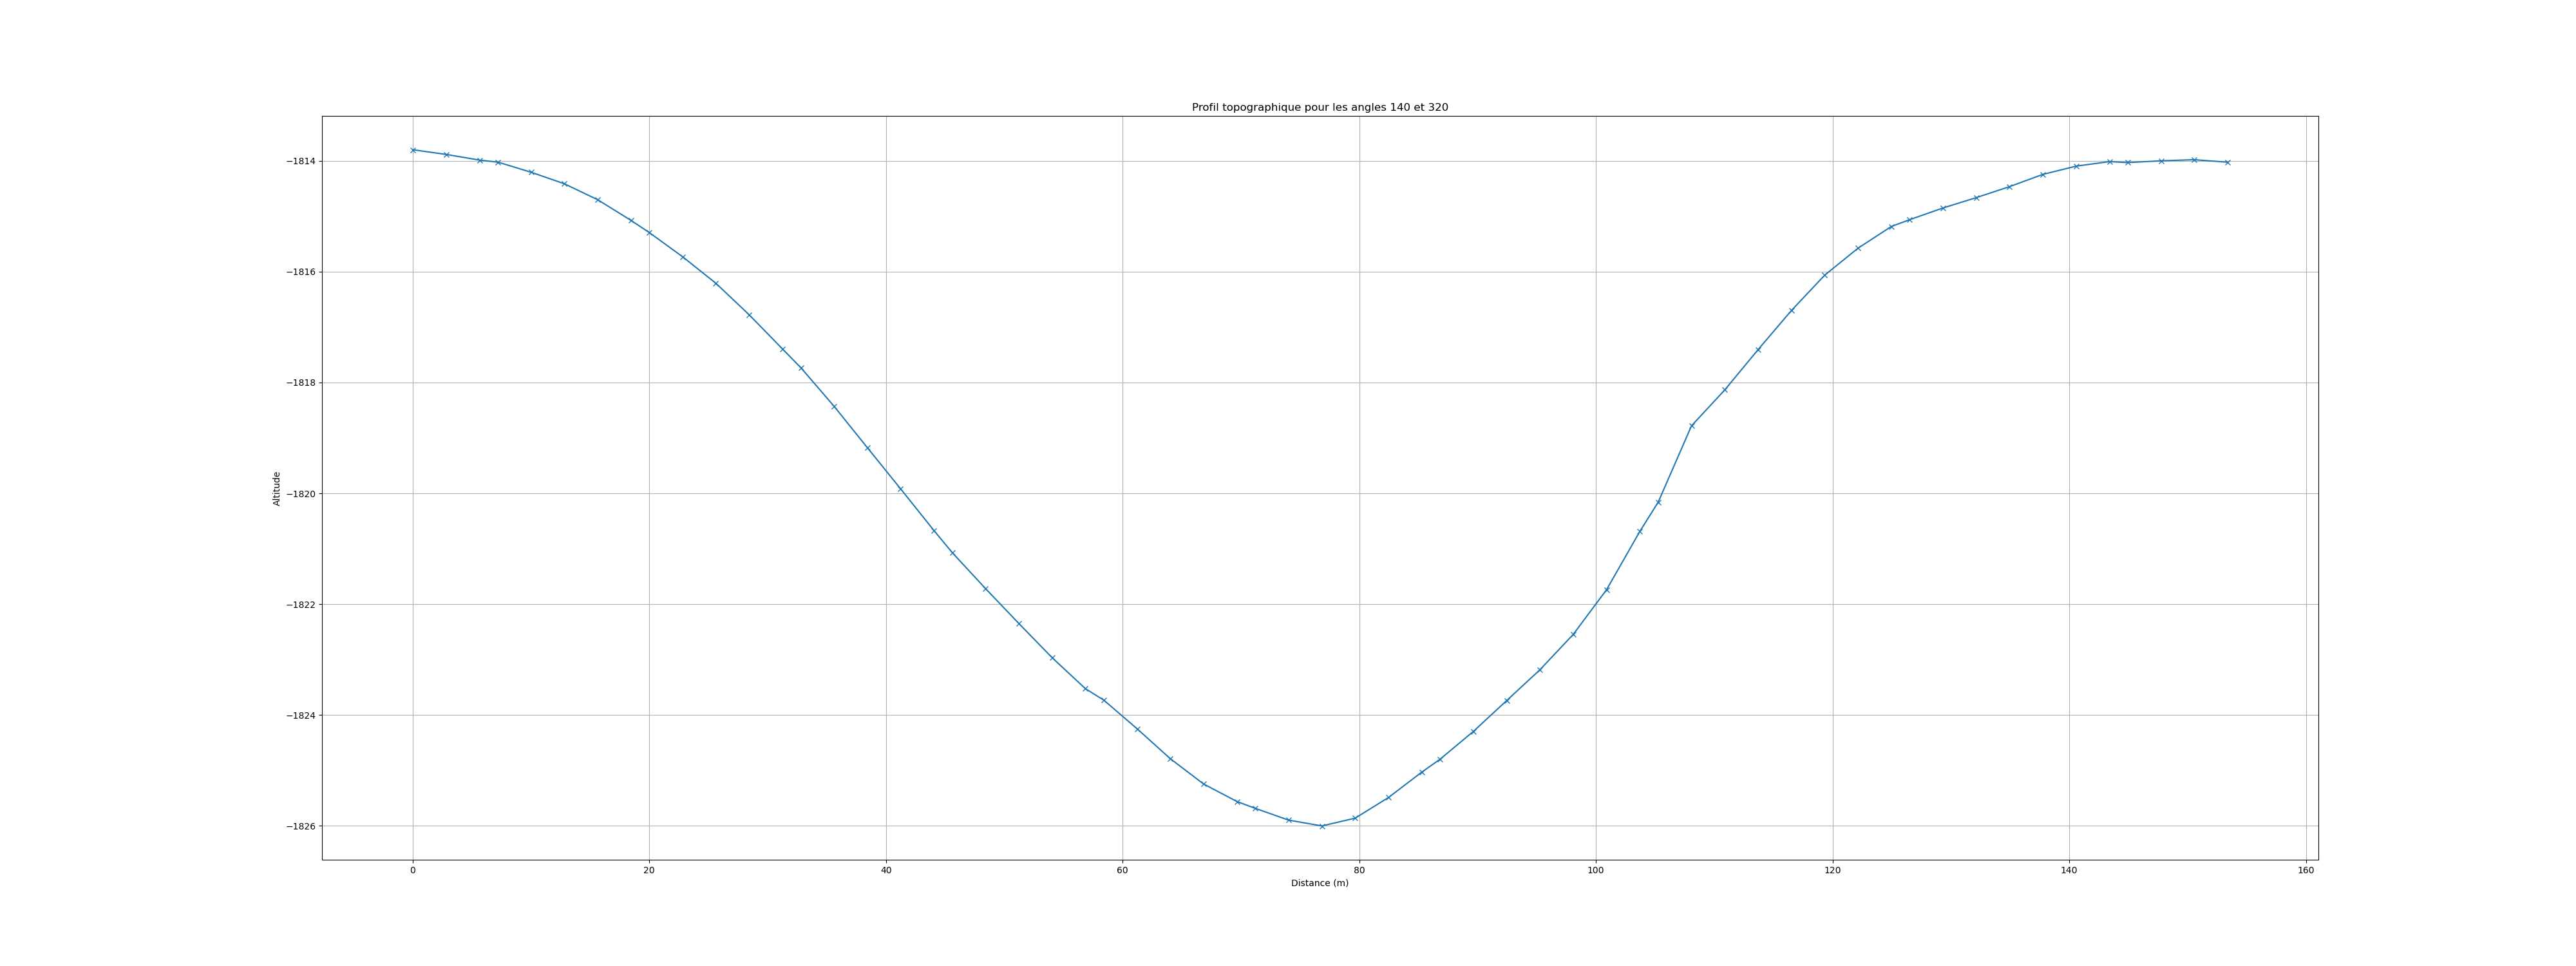 Profil topographique pour les angles 140 et 320
−1814
−1816
−1818
−1820
−1822
−1824
−1826
Altitude
0 20 40 60 80 100 120 140 160
Distance (m)